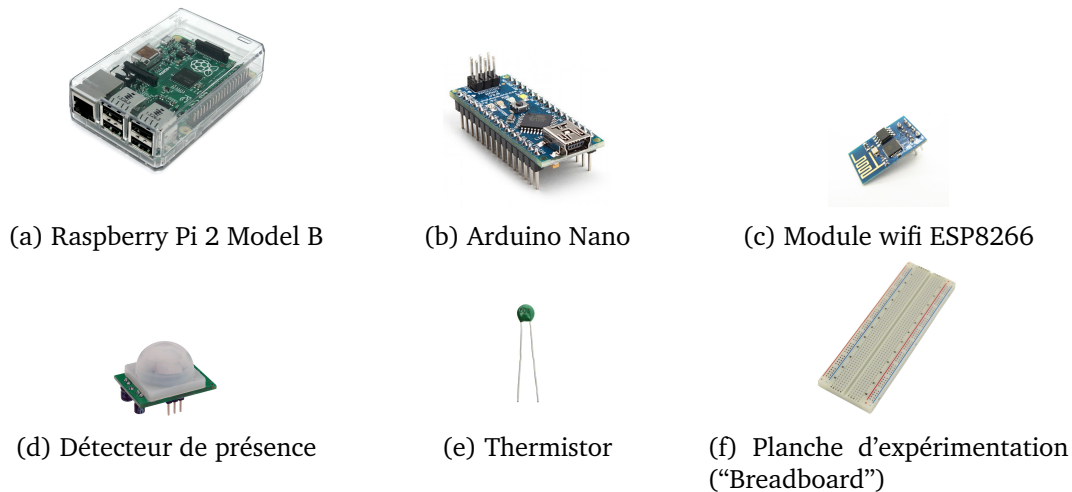 (a) Raspberry Pi 2 Model B
(b) Arduino Nano
(c) Module wifi ESP8266
(d) Détecteur de présence
(e) Thermistor
(f) Planche d'expérimentation
(“Breadboard”)